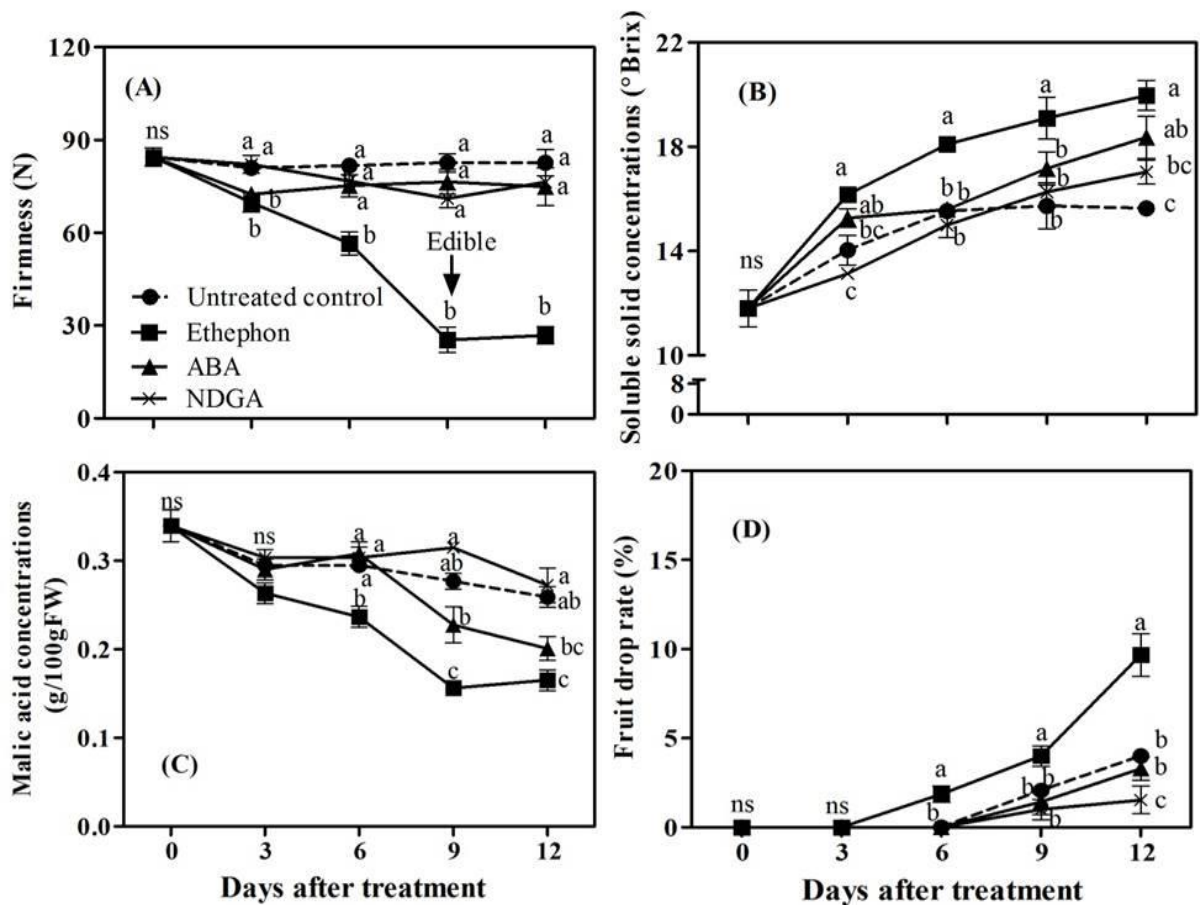 120
90
60
30
0
Firmness (N)
(A)
ns
a
a
b
b
a
a
a
b
a
a
a
b
a
a
b
Edible
Untreated control
Ethephon
ABA
NDGA
22
18
14
10
8
0
Soluble solid concentrations (°Brix)
(B)
ns
a
ab
bc
c
a
b
b
b
a
b
b
b
a
ab
bc
c
0.4
0.3
0.2
0.1
0.0
Malic acid concentrations
(g/100gFW)
(C)
ns
ns
a
a
a
b
a
ab
b
c
a
ab
bc
c
0
3
6
9
12
Days after treatment
20
15
10
5
0
Fruit drop rate (%)
(D)
ns
ns
a
b
a
b
b
b
a
b
b
c
0
3
6
9
12
Days after treatment